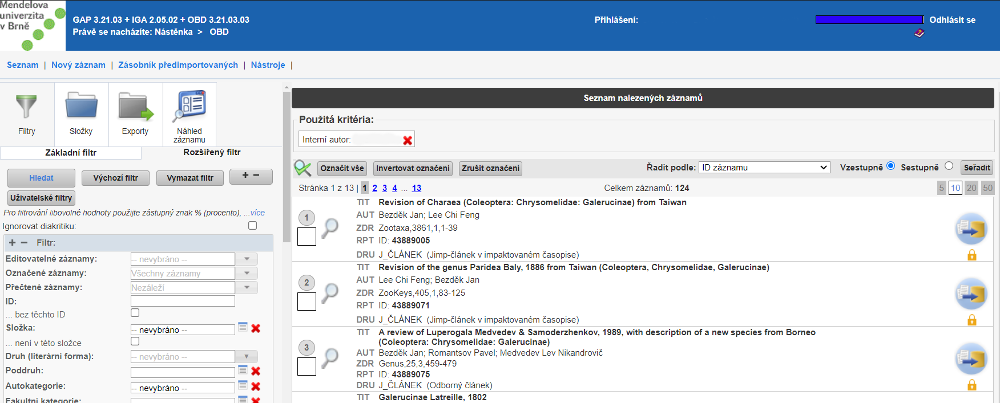 Mendelova
univerzita
v Brně
GAP 3.21.03 + IGA 2.05.02 + OBD 3.21.03.03
Právě se nacházíte: Nástěnka > OBD
Přihlášení:
Odhlásit se
Seznam | Nový záznam | Zásobník předimportovaných | Nástroje |
Filtry
Složky
Exporty
Náhled
záznamu
Základní filtr
Rozšířený filtr
Hledat
Výchozí filtr
Vymazat filtr
+ −
Uživatelské filtry
Pro filtrování libovolné hodnoty použijte zástupný znak % (procento), ...více
Ignorovat diakritiku:
+ − Filtr:
Editovatelné záznamy: -- nevybráno --
Označené záznamy: Všechny záznamy
Přečtené záznamy: Nezáleží
ID:
... bez těchto ID
Složka: -- nevybráno --
... není v této složce
Druh (literární forma): -- nevybráno --
Poddruh:
Autokategorie: -- nevybráno --
Fakultní kategorie:
Seznam nalezených záznamů
Použitá kritéria:
Interní autor:
Označit vše
Invertovat označení
Zrušit označení
Řadit podle: ID záznamu
Vzestupně
Sestupně
Seřadit
Stránka 1 z 13 | 1 2 3 4 ... 13
Celkem záznamů: 124
5 10 20 50
1
TIT Revision of Charaea (Coleoptera: Chrysomelidae: Galerucinae) from Taiwan
AUT Bezděk Jan; Lee Chi Feng
ZDR Zootaxa,3861,1,1-39
RPT ID: 43889005
DRU J_ČLÁNEK (Jimp-článek v impaktovaném časopise)
2
TIT Revision of the genus Paridea Baly, 1886 from Taiwan (Coleoptera, Chrysomelidae, Galerucinae)
AUT Lee Chi Feng; Bezděk Jan
ZDR ZooKeys,405,1,83-125
RPT ID: 43889071
DRU J_ČLÁNEK (Jimp-článek v impaktovaném časopise)
3
TIT A review of Luperogala Medvedev & Samoderzhenkov, 1989, with description of a new species from Borneo
(Coleoptera: Chrysomelidae: Galerucinae)
AUT Bezděk Jan; Romantsov Pavel; Medvedev Lev Nikandrovič
ZDR Genus,25,3,459-479
RPT ID: 43889075
DRU J_ČLÁNEK (Odborný článek)
TIT Galerucinae Latreille, 1802